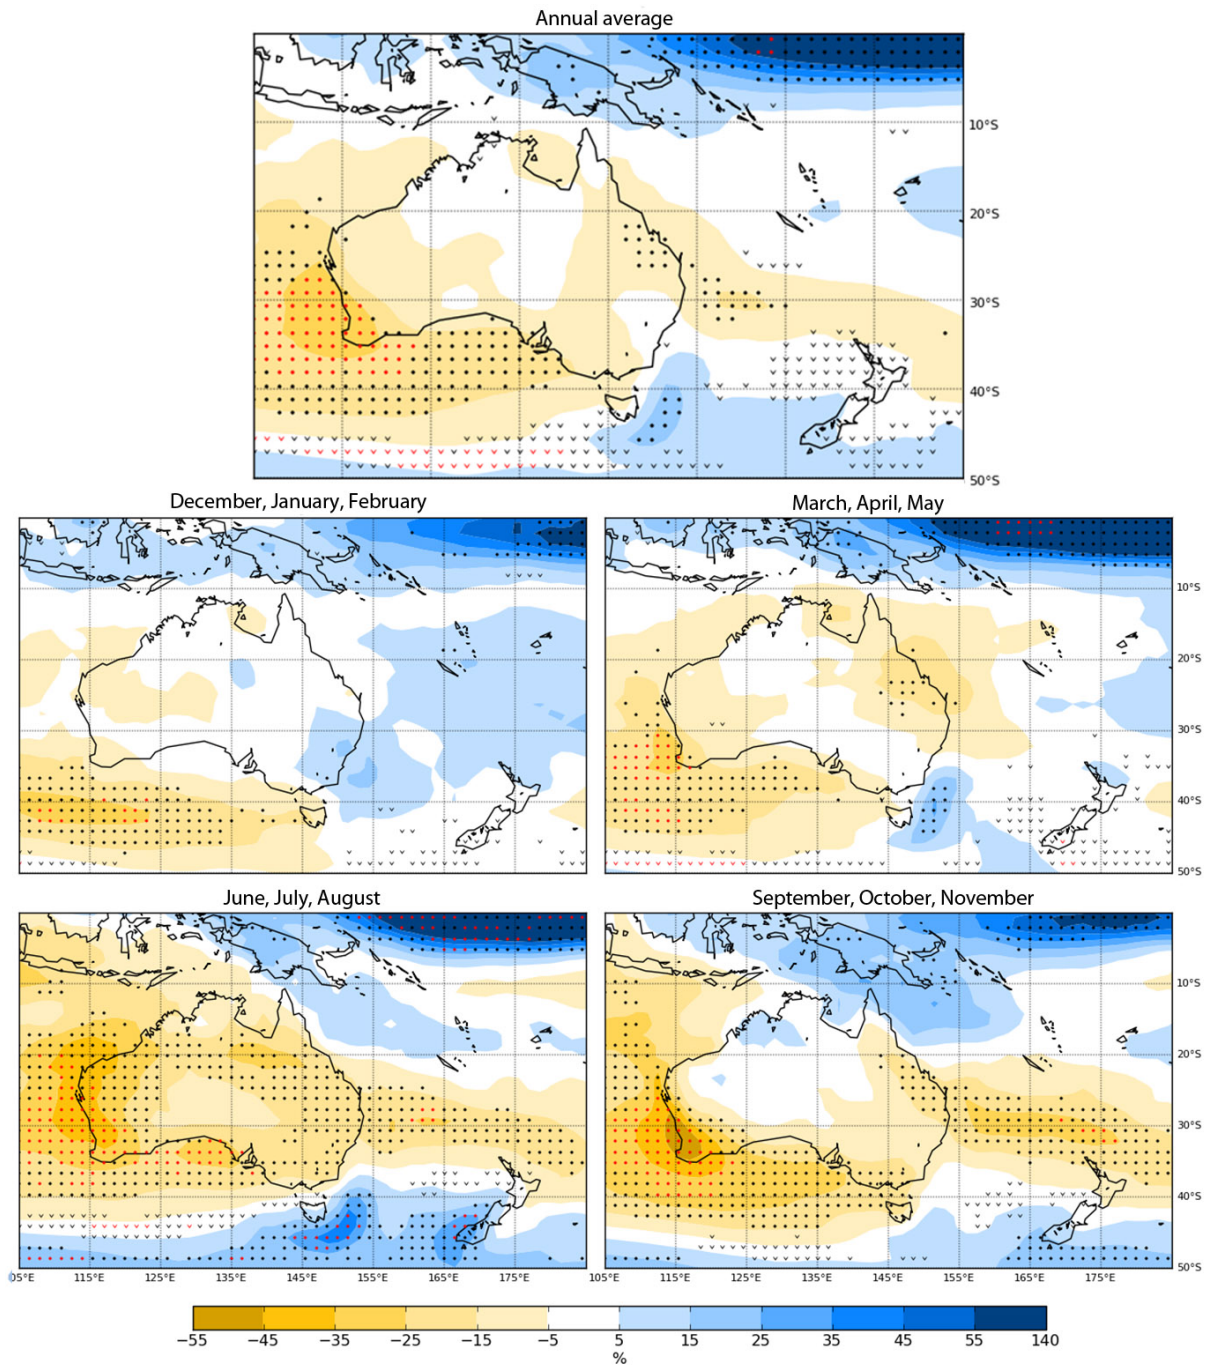 Annual average
10°S
20°S
30°S
40°S
50°S
December, January, February
March, April, May
10°S
20°S
30°S
40°S
50°S
June, July, August
September, October, November
10°S
20°S
30°S
40°S
50°S
05°E 115°E 125°E 135°E 145°E 155°E 165°E 175°E
105°E 115°E 125°E 135°E 145°E 155°E 165°E 175°E
−55 −45 −35 −25 −15 −5 5 15 25 35 45 55 140
%